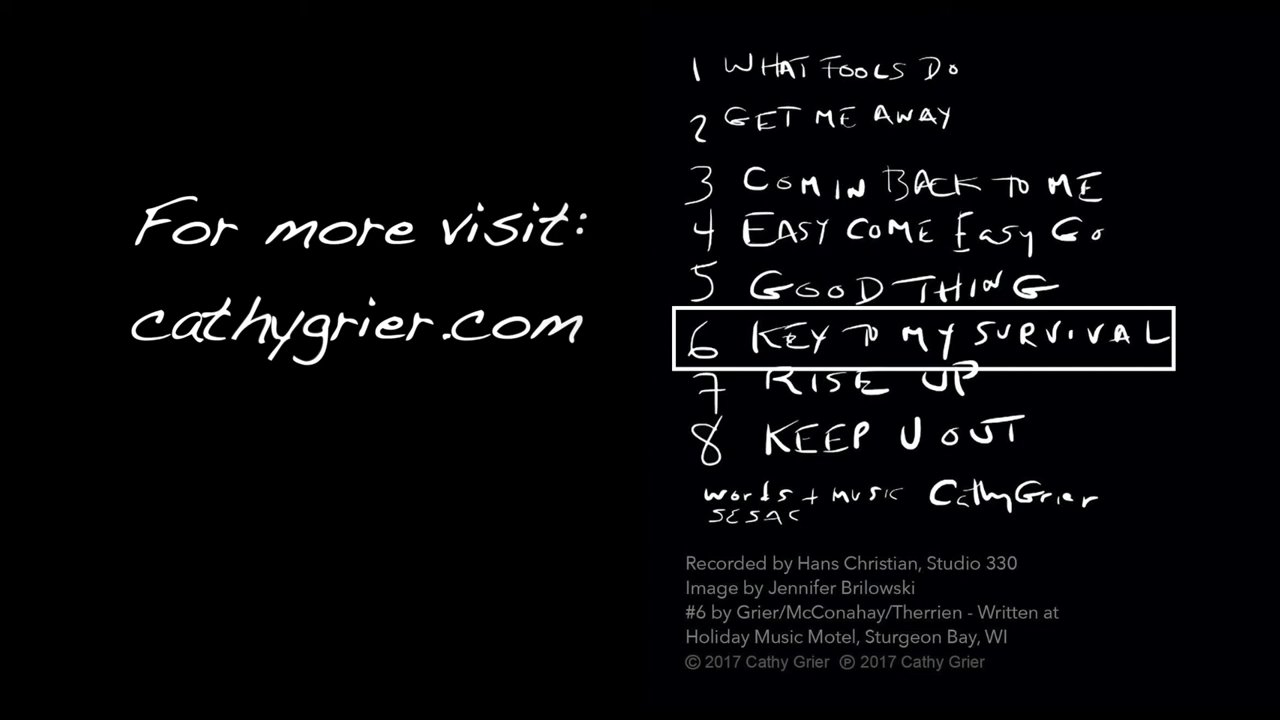 For more visit:
cathygrier.com
1 WHAT FOOLS DO
2 GET ME AWAY
3 COMIN BACK TO ME
4 EASY COME Easy Go
5 GOOD THING
6 KEY TO MY SURVIVAL
7 RISE UP
8 KEEP U OUT
words + music Cathy Grier
SESAC
Recorded by Hans Christian, Studio 330
Image by Jennifer Brilowski
#6 by Grier/McConahay/Therrien - Written at
Holiday Music Motel, Sturgeon Bay, WI
© 2017 Cathy Grier ℗ 2017 Cathy Grier